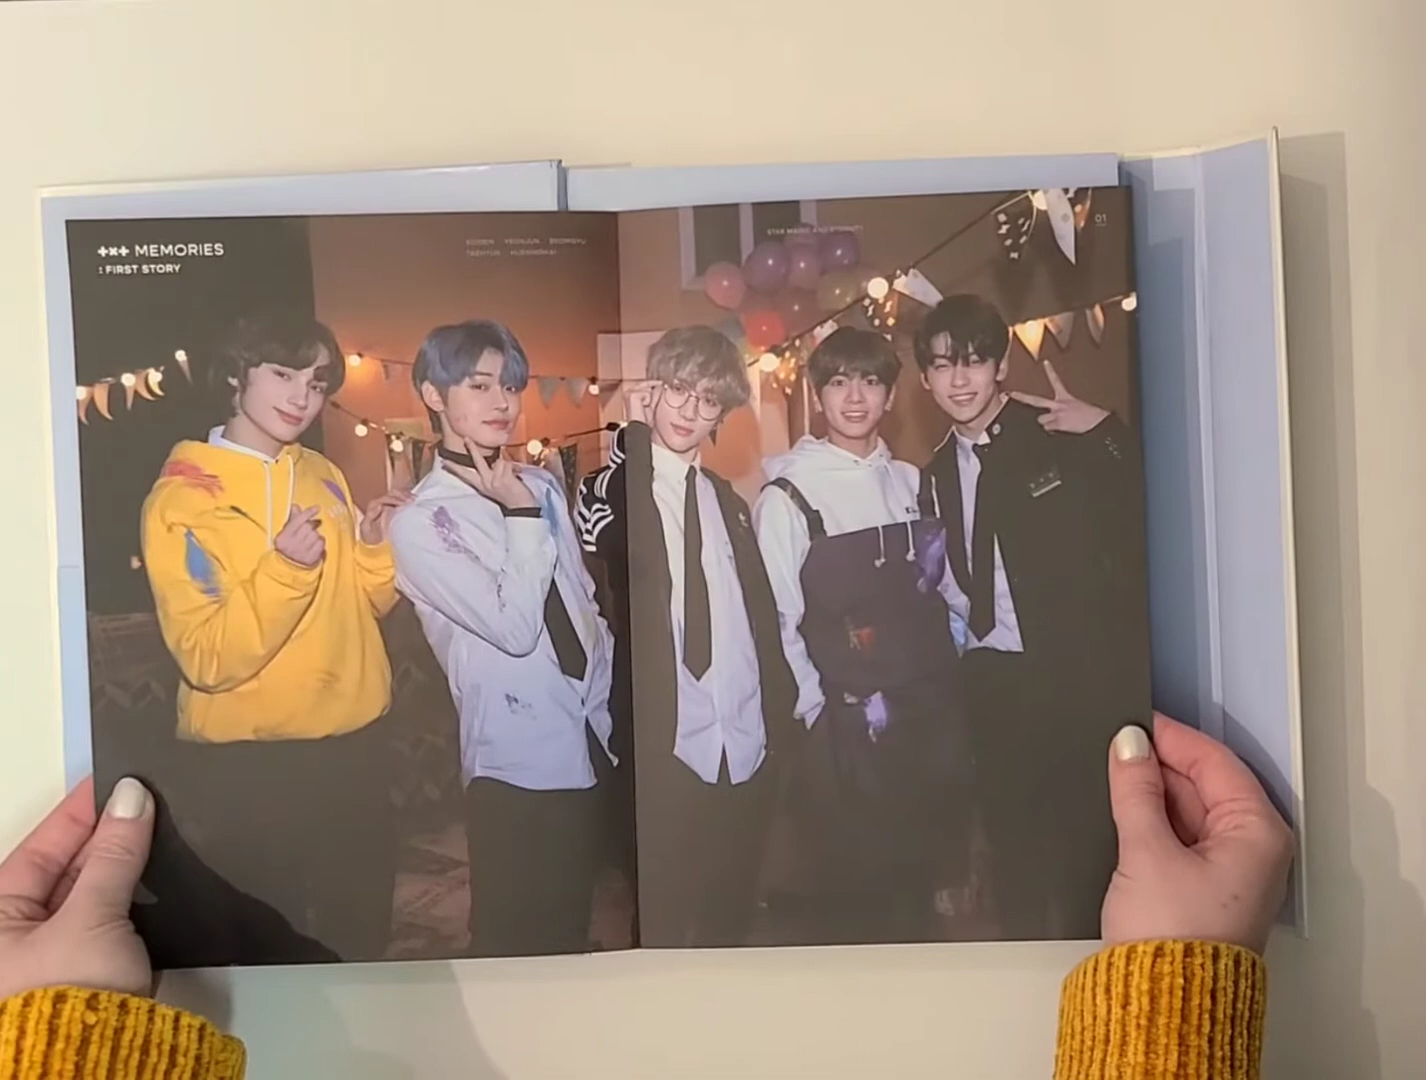 +x+ MEMORIES
: FIRST STORY
SOOBIN YEONJUN BEOMGYU
TAEHYUN HUENINGKAI
STAR MAGIC AND ETERNITY
01